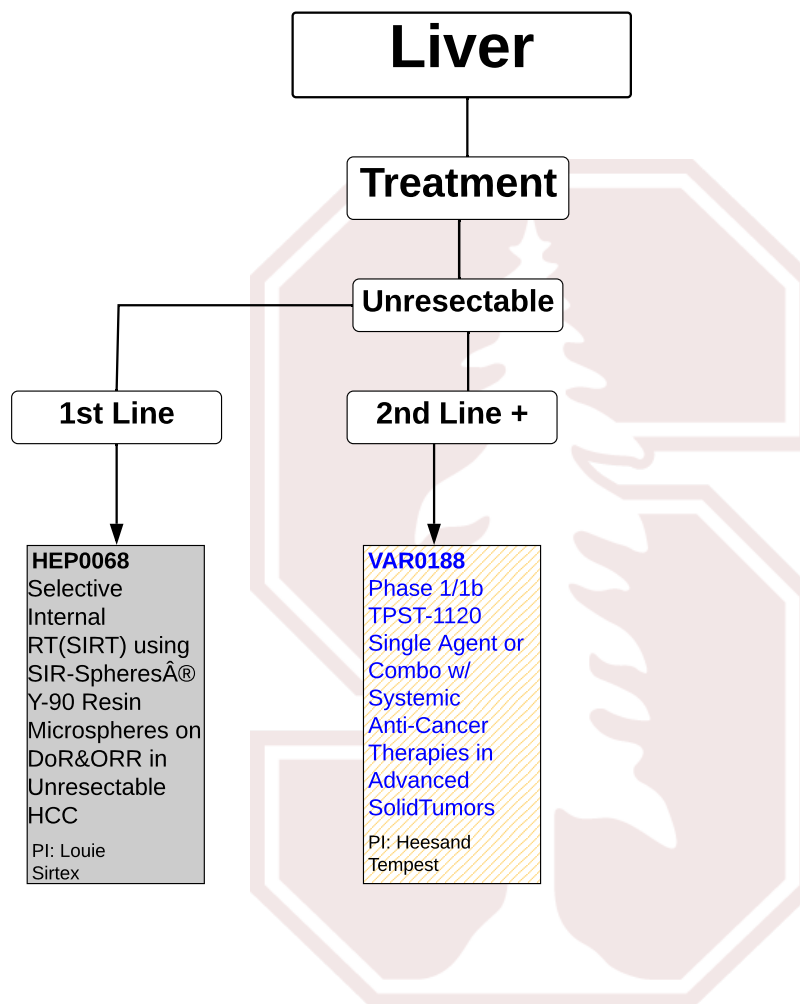 Liver
Treatment
Unresectable
1st Line
2nd Line +
HEP0068
Selective
Internal
RT(SIRT) using
SIR-SpheresÂ®
Y-90 Resin
Microspheres on
DoR&ORR in
Unresectable
HCC
PI: Louie
Sirtex
VAR0188
Phase 1/1b
TPST-1120
Single Agent or
Combo w/
Systemic
Anti-Cancer
Therapies in
Advanced
SolidTumors
PI: Heesand
Tempest